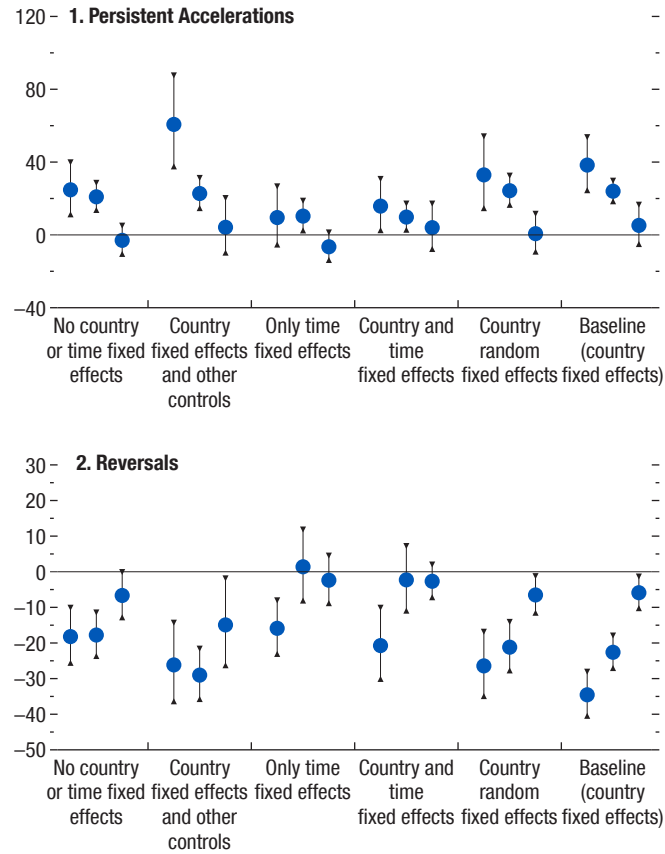 1. Persistent Accelerations
120
80
40
0
–40
No country or time fixed effects
Country fixed effects and other controls
Only time fixed effects
Country and time fixed effects
Country random fixed effects
Baseline (country fixed effects)
2. Reversals
30
20
10
0
–10
–20
–30
–40
–50
No country or time fixed effects
Country fixed effects and other controls
Only time fixed effects
Country and time fixed effects
Country random fixed effects
Baseline (country fixed effects)